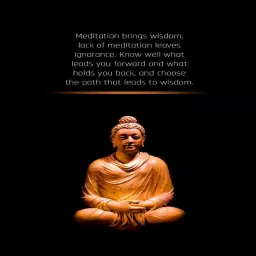 Meditation brings wisdom,
lack of meditation leaves
ignorance. Know well what
leads you forward and what
holds you back, and choose
the path that leads to wisdom.